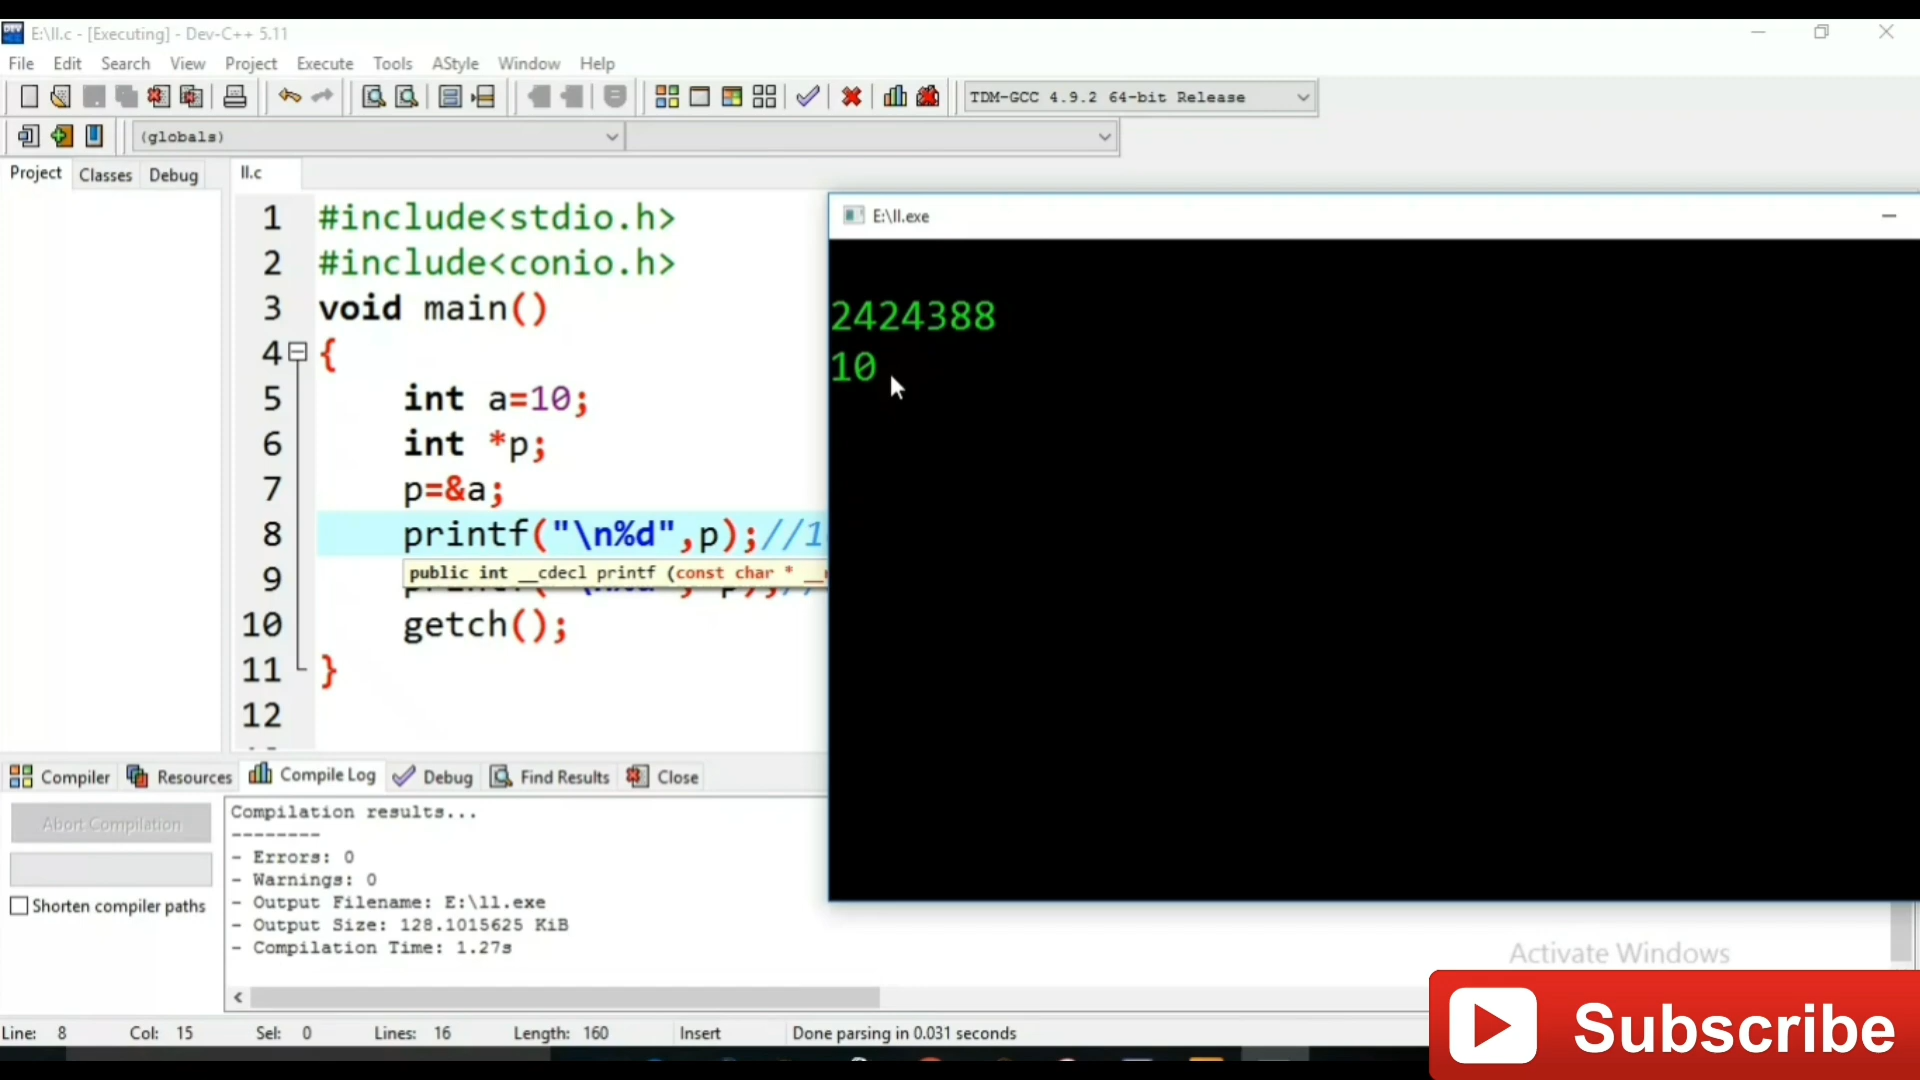 E:\ll.c - [Executing] - Dev-C++ 5.11
File Edit Search View Project Execute Tools AStyle Window Help
TDM-GCC 4.9.2 64-bit Release
(globals)
Project Classes Debug ll.c
1 #include<stdio.h>
2 #include<conio.h>
3 void main()
4 {
5 int a=10;
6 int *p;
7 p=&a;
8 printf("\n%d",p);//1
public int __cdecl printf (const char *
9
10 getch();
11 }
12
E:\ll.exe
2424388
10
Compiler Resources Compile Log Debug Find Results Close
Abort Compilation
Shorten compiler paths
Compilation results...
--------
- Errors: 0
- Warnings: 0
- Output Filename: E:\ll.exe
- Output Size: 128.1015625 KiB
- Compilation Time: 1.27s
Activate Windows
Line: 8 Col: 15 Sel: 0 Lines: 16 Length: 160 Insert Done parsing in 0.031 seconds
Subscribe